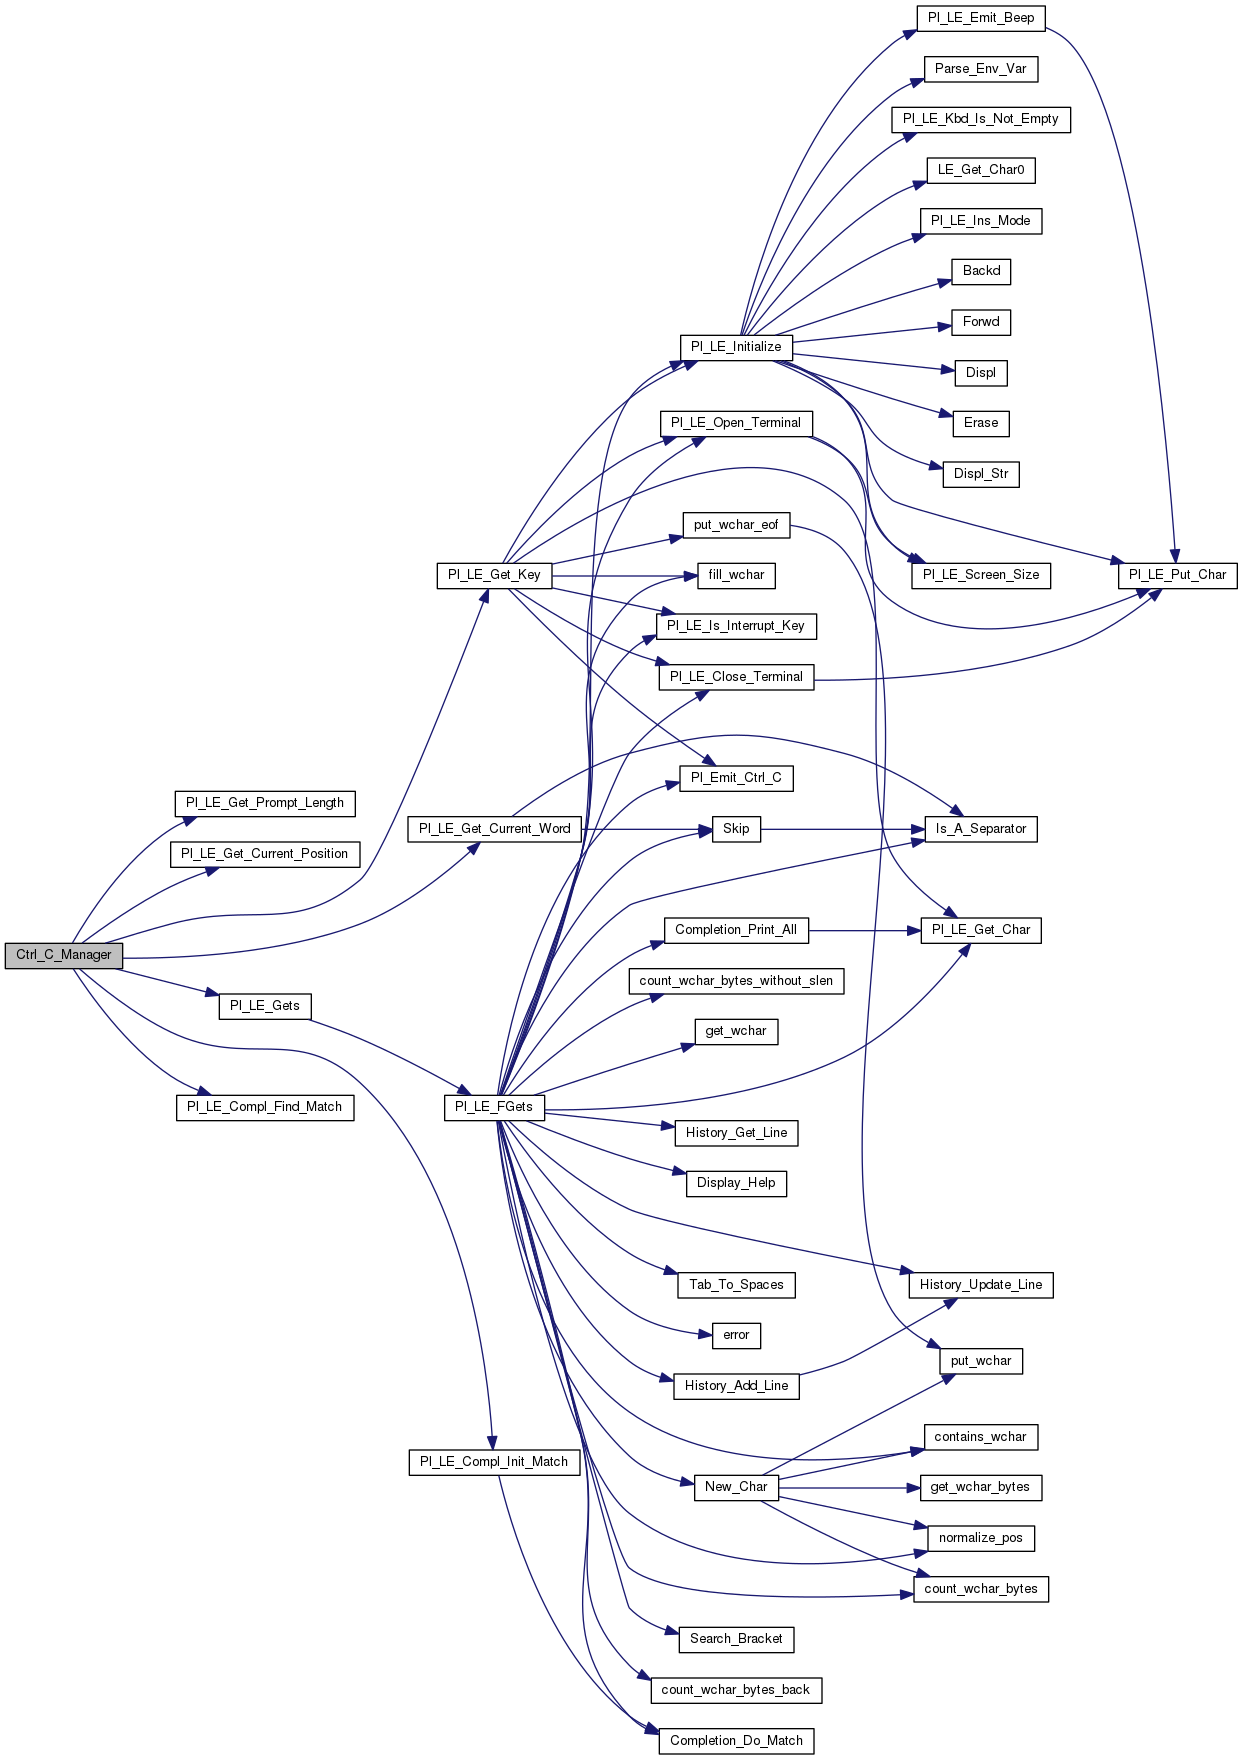 Pl_LE_Emit_Beep
Parse_Env_Var
Pl_LE_Kbd_Is_Not_Empty
LE_Get_Char0
Pl_LE_Ins_Mode
Backd
Forwd
Pl_LE_Initialize
Displ
Pl_LE_Open_Terminal
Erase
Displ_Str
put_wchar_eof
Pl_LE_Get_Key
fill_wchar
Pl_LE_Screen_Size
Pl_LE_Put_Char
Pl_LE_Is_Interrupt_Key
Pl_LE_Close_Terminal
Pl_Emit_Ctrl_C
Pl_LE_Get_Prompt_Length
Pl_LE_Get_Current_Word
Skip
Is_A_Separator
Pl_LE_Get_Current_Position
Completion_Print_All
Pl_LE_Get_Char
Ctrl_C_Manager
count_wchar_bytes_without_slen
Pl_LE_Gets
get_wchar
Pl_LE_Compl_Find_Match
Pl_LE_FGets
History_Get_Line
Display_Help
Tab_To_Spaces
History_Update_Line
error
put_wchar
History_Add_Line
contains_wchar
Pl_LE_Compl_Init_Match
New_Char
get_wchar_bytes
normalize_pos
count_wchar_bytes
Search_Bracket
count_wchar_bytes_back
Completion_Do_Match